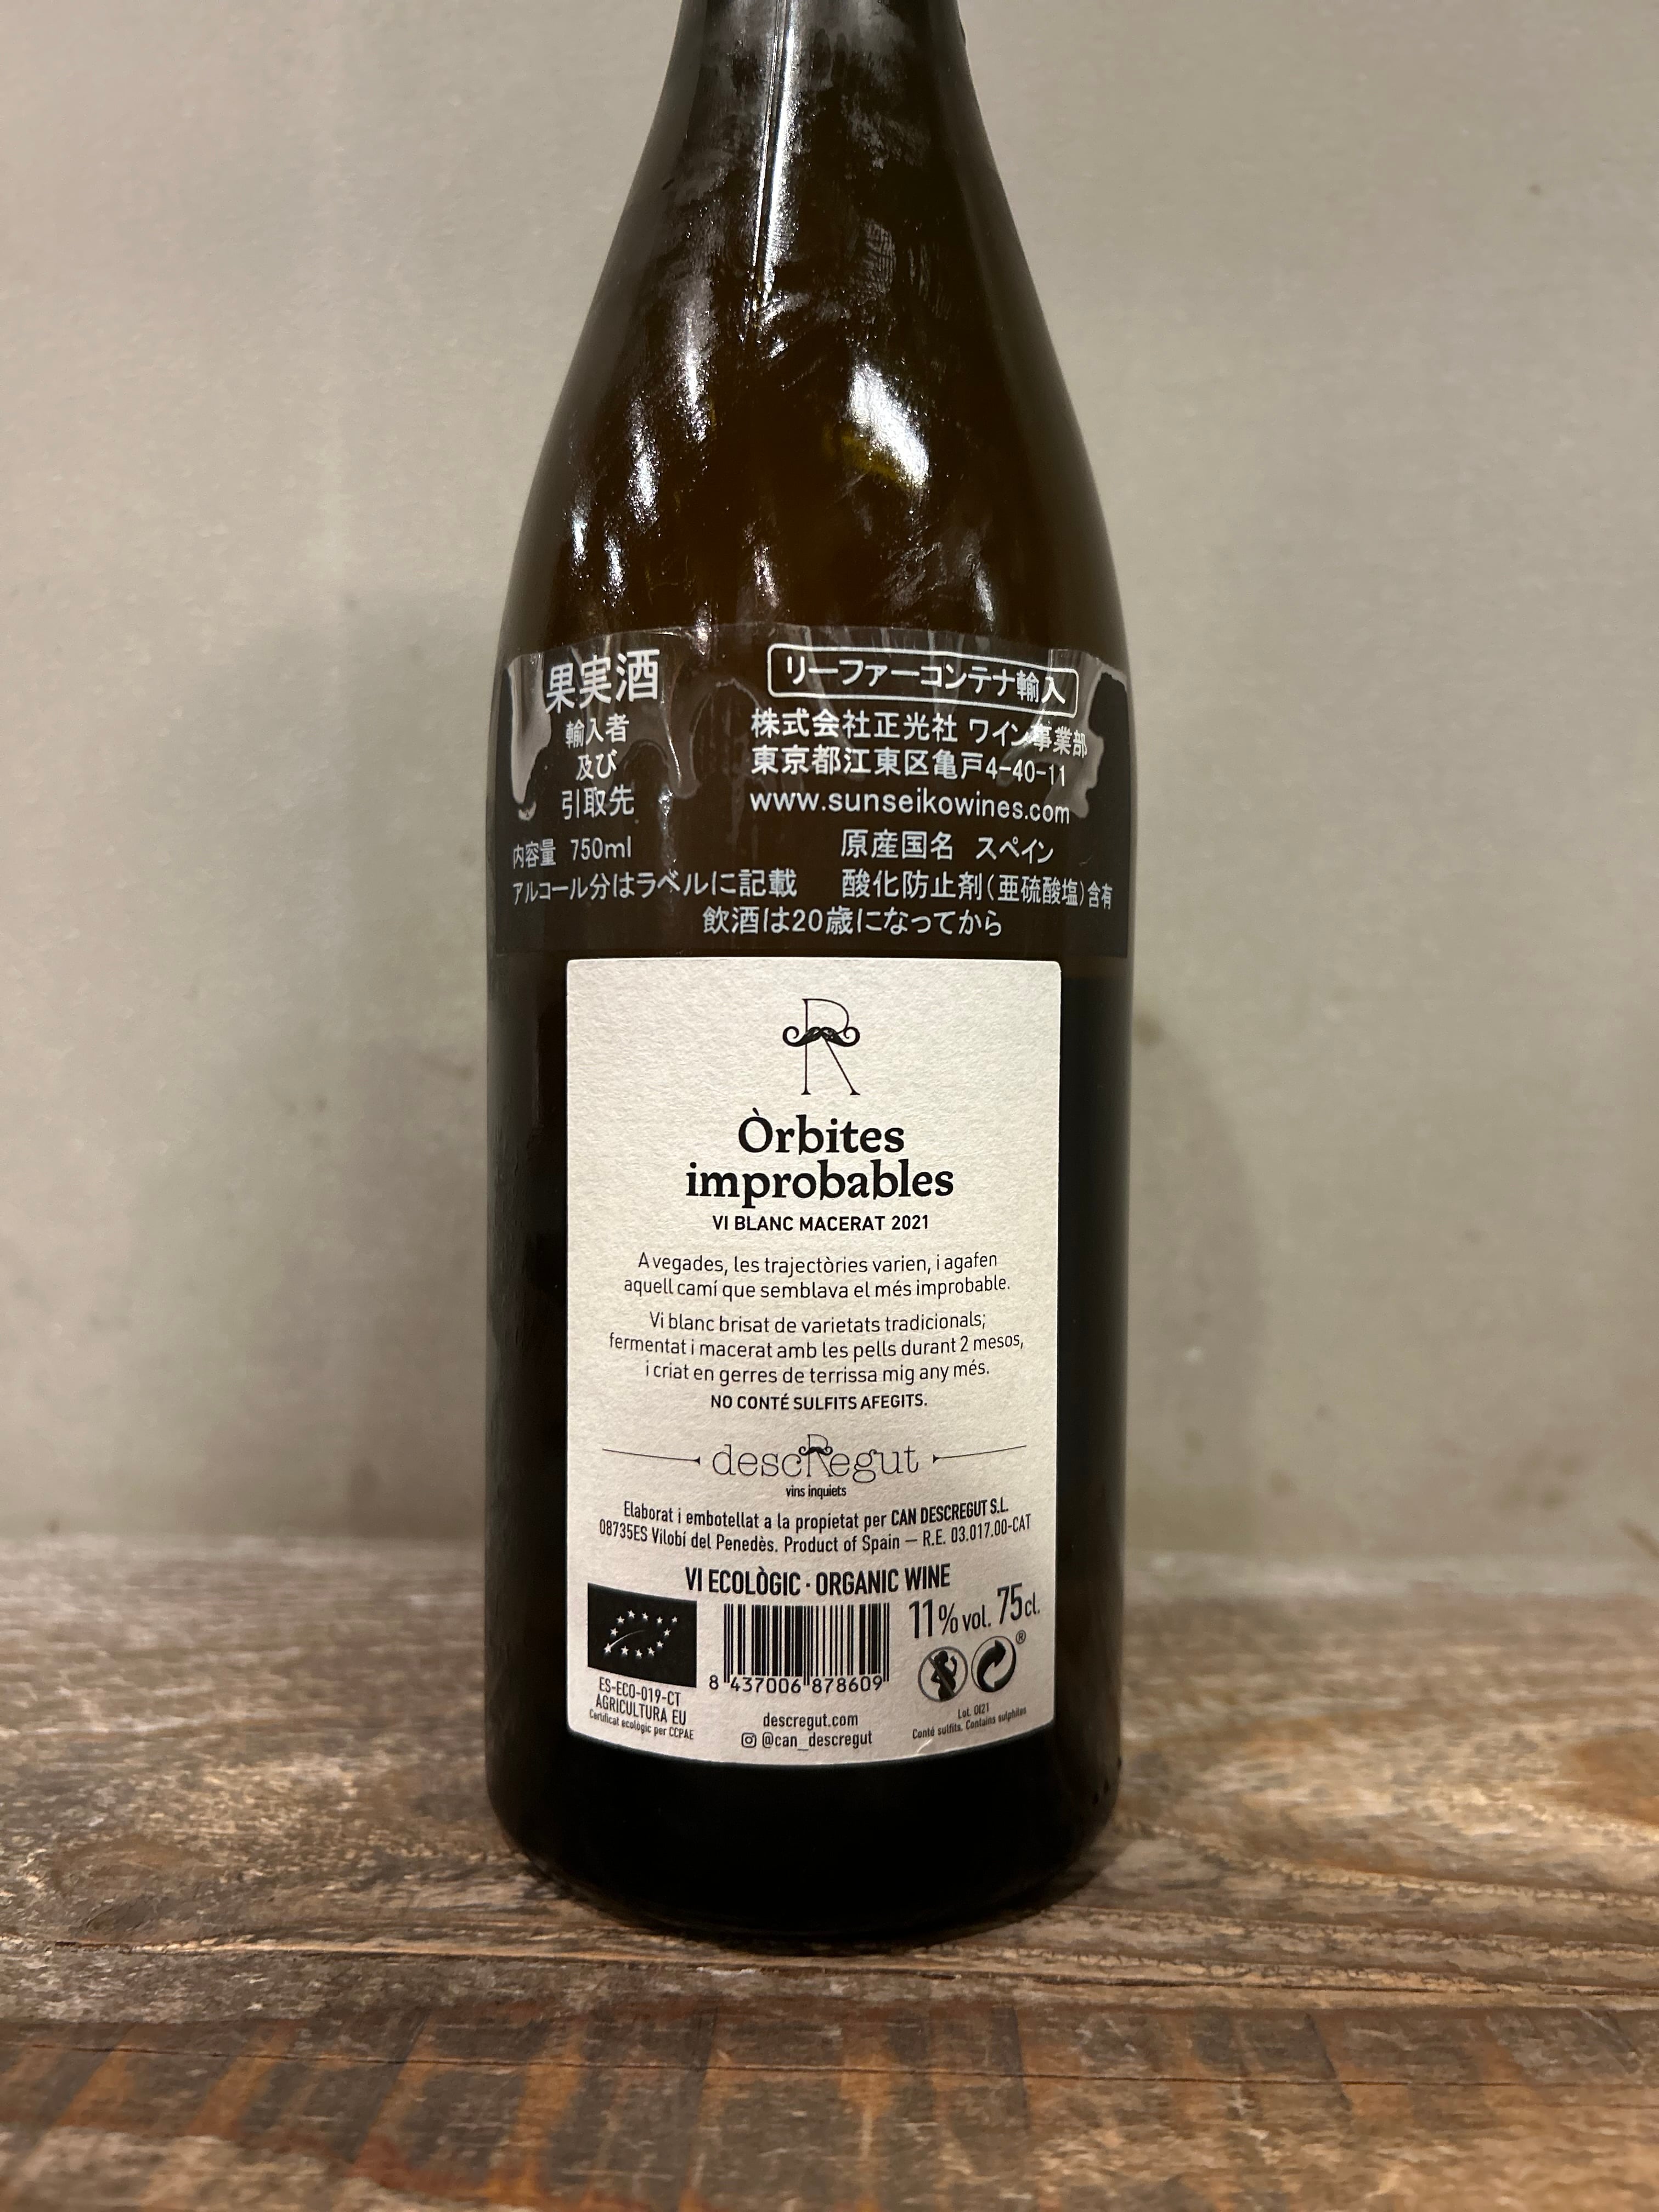 果実酒
リーファーコンテナ輸入
輸入者
及び
引取先
株式会社正光社 ワイン事業部
東京都江東区亀戸4-40-11
www.sunseikowines.com
内容量 750ml
原産国名 スペイン
アルコール分はラベルに記載 酸化防止剤(亜硫酸塩)含有
飲酒は20歳になってから
R
Òrbites
improbables
VI BLANC MACERAT 2021
A vegades, les trajectòries varien, i agafen
aquell camí que semblava el més improbable.
Vi blanc brisat de varietats tradicionals;
fermentat i macerat amb les pells durant 2 mesos,
i criat en gerres de terrissa mig any més.
NO CONTÉ SULFITS AFEGITS.
descRegut
vins inquiets
Elaborat i embotellat a la propietat per CAN DESCREGUT S.L.
08735ES Vilobí del Penedès. Product of Spain — R.E. 03.017.00-CAT
VI ECOLÒGIC · ORGANIC WINE
11% vol. 75cl.
®
8 437006 878609
ES-ECO-019-CT
AGRICULTURA EU
Certificat ecològic per CCPAE
descregut.com
@can_descregut
Lot. OI21
Conté sulfits. Contains sulphites